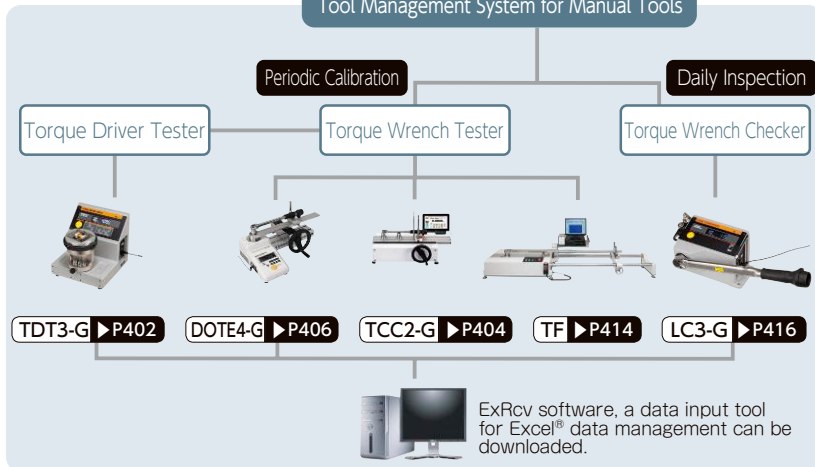 Tool Management System for Manual Tools
Periodic Calibration
Daily Inspection
Torque Driver Tester
Torque Wrench Tester
Torque Wrench Checker
TDT3-G ▶P402
DOTE4-G ▶P406
TCC2-G ▶P404
TF ▶P414
LC3-G ▶P416
ExRcv software, a data input tool
for Excel® data management can be
downloaded.